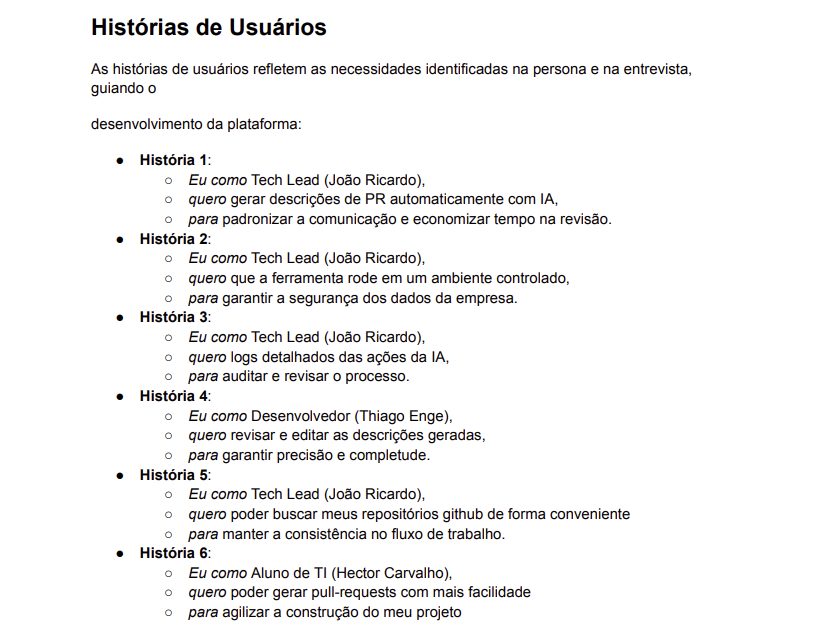 Histórias de Usuários
As histórias de usuários refletem as necessidades identificadas na persona e na entrevista,
guiando o
desenvolvimento da plataforma:
● História 1:
○ Eu como Tech Lead (João Ricardo),
○ quero gerar descrições de PR automaticamente com IA,
○ para padronizar a comunicação e economizar tempo na revisão.
● História 2:
○ Eu como Tech Lead (João Ricardo),
○ quero que a ferramenta rode em um ambiente controlado,
○ para garantir a segurança dos dados da empresa.
● História 3:
○ Eu como Tech Lead (João Ricardo),
○ quero logs detalhados das ações da IA,
○ para auditar e revisar o processo.
● História 4:
○ Eu como Desenvolvedor (Thiago Enge),
○ quero revisar e editar as descrições geradas,
○ para garantir precisão e completude.
● História 5:
○ Eu como Tech Lead (João Ricardo),
○ quero poder buscar meus repositórios github de forma conveniente
○ para manter a consistência no fluxo de trabalho.
● História 6:
○ Eu como Aluno de TI (Hector Carvalho),
○ quero poder gerar pull-requests com mais facilidade
○ para agilizar a construção do meu projeto